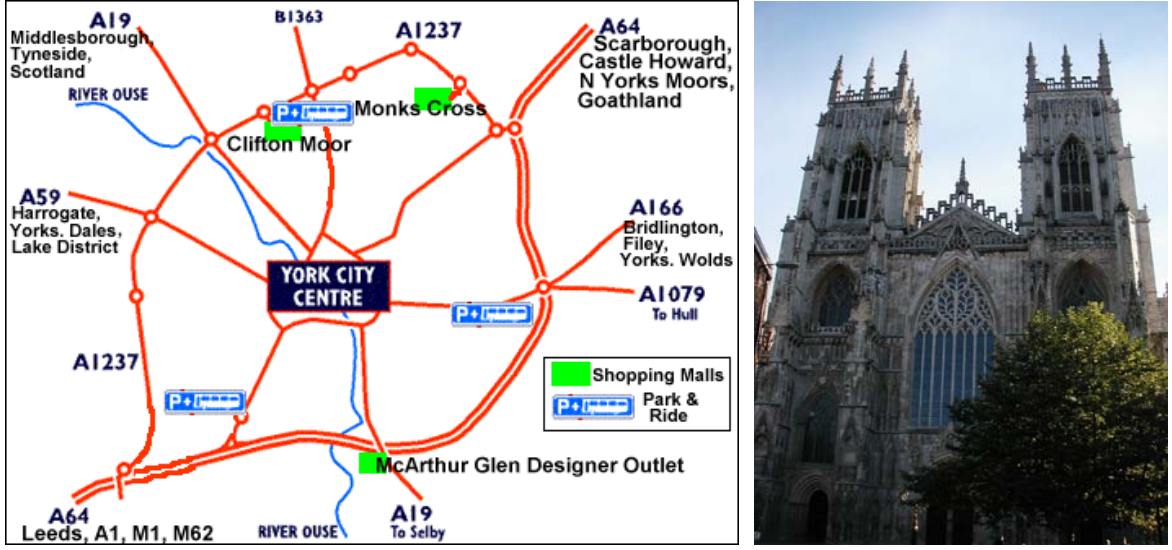 A19
Middlesborough,
Tyneside,
Scotland
B1363
A1237
A64
Scarborough,
Castle Howard,
N Yorks Moors,
Goathland
RIVER OUSE
P+
Monks Cross
Clifton Moor
A59
Harrogate,
Yorks. Dales,
Lake District
A166
Bridlington,
Filey,
Yorks. Wolds
YORK CITY
CENTRE
P+
A1079
To Hull
A1237
Shopping Malls
P+
Park &
Ride
P+
McArthur Glen Designer Outlet
A64
Leeds, A1, M1, M62
RIVER OUSE
A19
To Selby